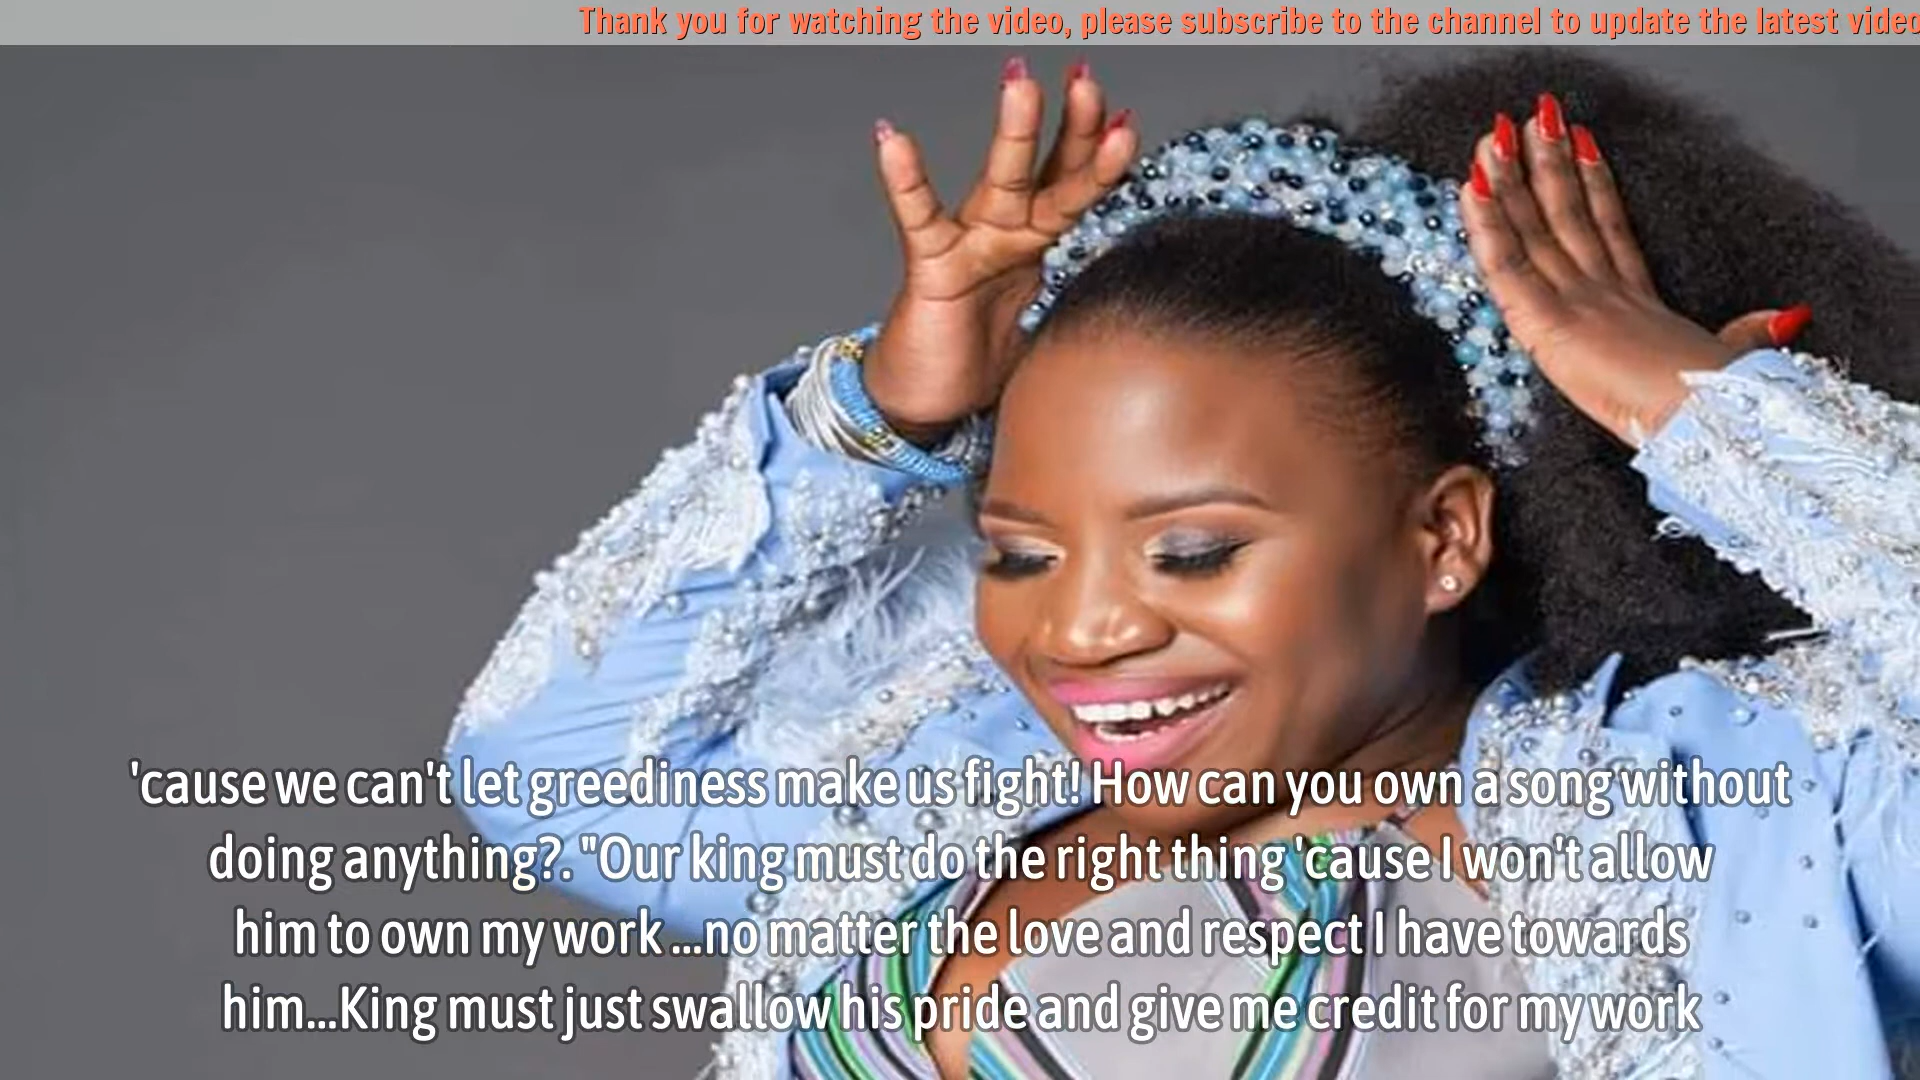 Thank you for watching the video, please subscribe to the channel to update the latest video
'cause we can't let greediness make us fight! How can you own a song without
doing anything?. "Our king must do the right thing 'cause I won't allow
him to own my work ...no matter the love and respect I have towards
him...King must just swallow his pride and give me credit for my work